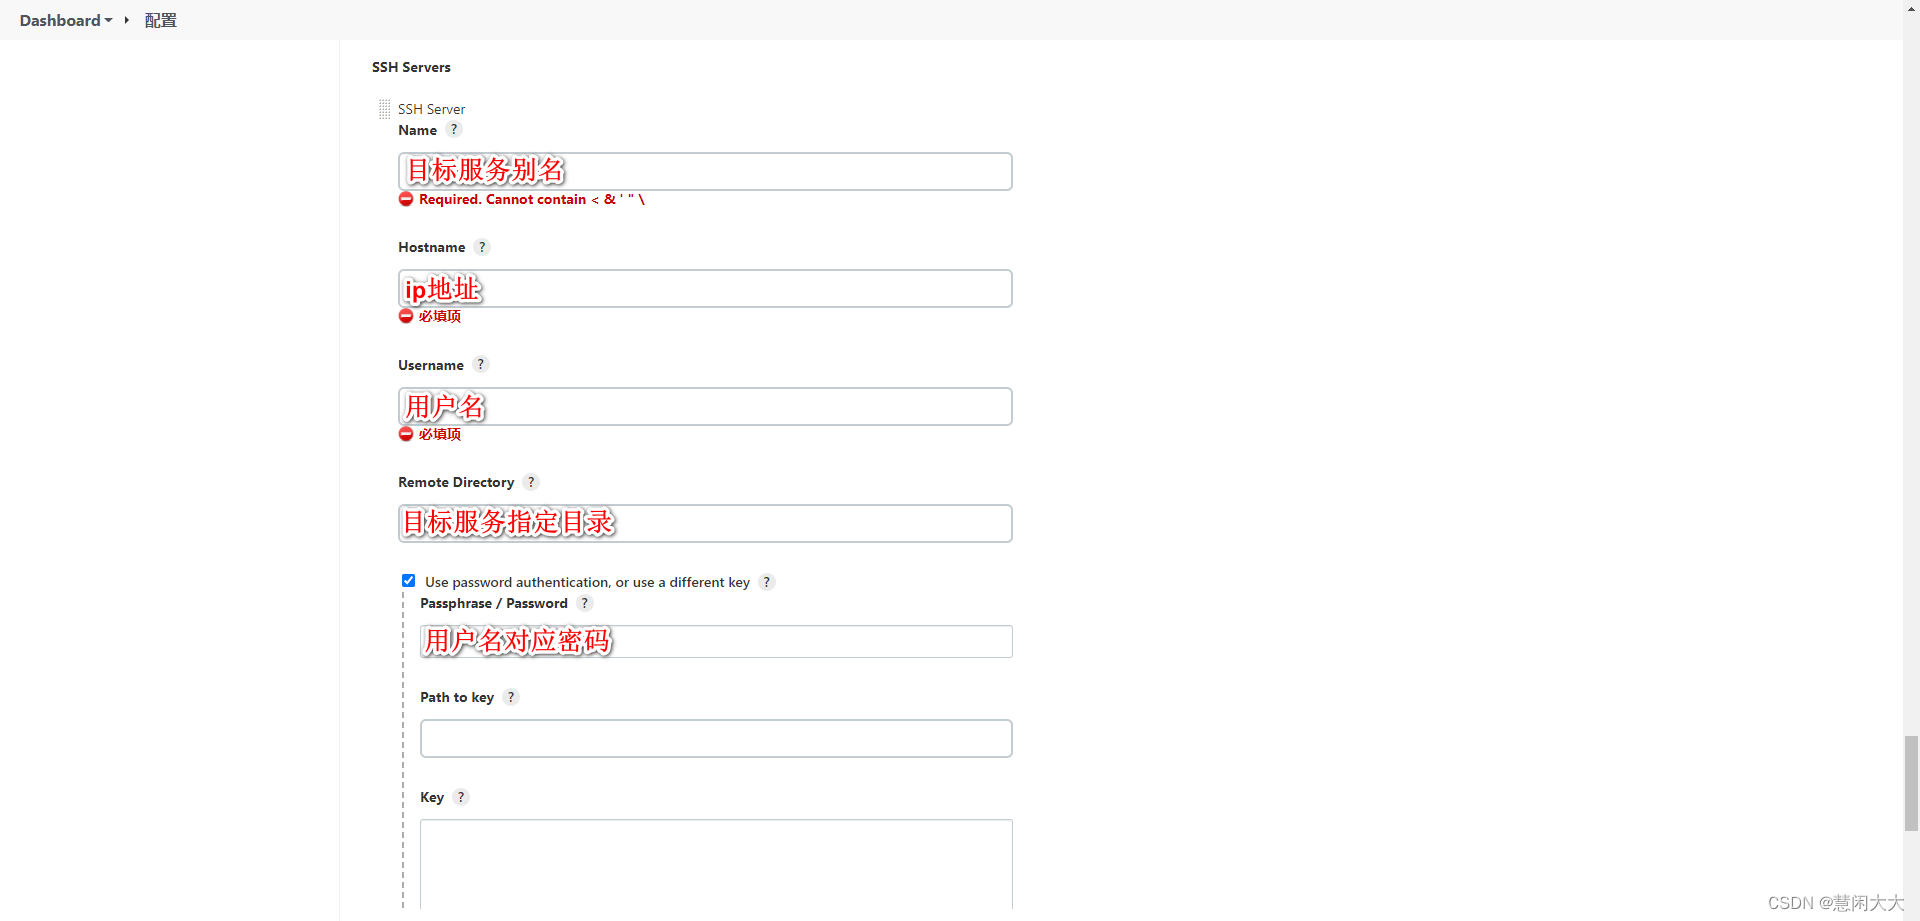 Dashboard 配置
SSH Servers
SSH Server
Name ?
目标服务别名
Required. Cannot contain < & ' " \
Hostname ?
ip地址
必填项
Username ?
用户名
必填项
Remote Directory ?
目标服务指定目录
Use password authentication, or use a different key ?
Passphrase / Password ?
用户名对应密码
Path to key ?
Key ?
CSDN @慧闲大大